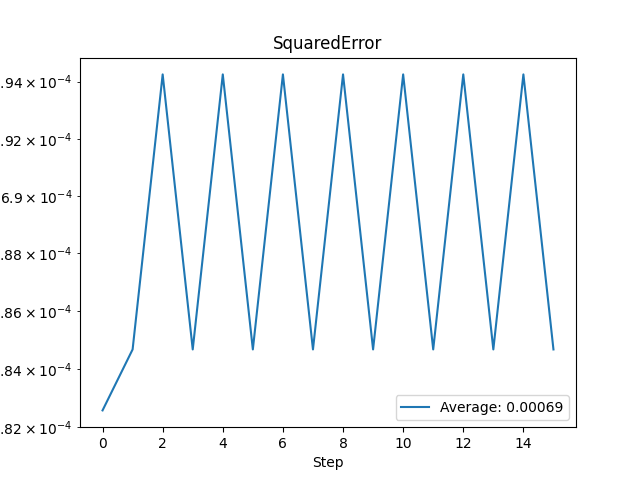 SquaredError
.94 × 10⁻⁴
.92 × 10⁻⁴
6.9 × 10⁻⁴
.88 × 10⁻⁴
.86 × 10⁻⁴
.84 × 10⁻⁴
.82 × 10⁻⁴
Average: 0.00069
0 2 4 6 8 10 12 14
Step